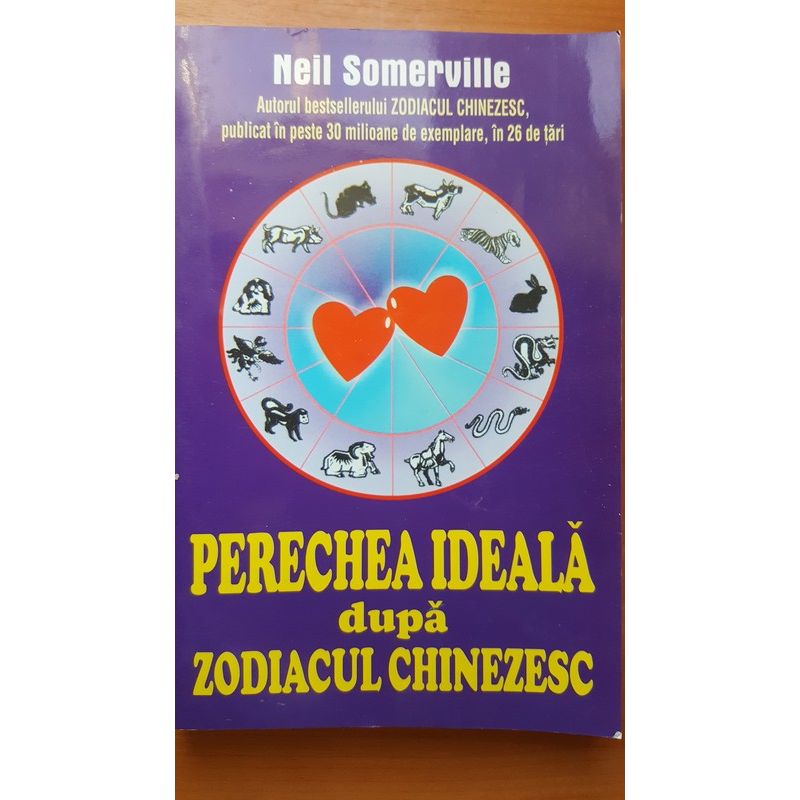 Neil Somerville
Autorul bestsellerului ZODIACUL CHINEZESC,
publicat în peste 30 milioane de exemplare, în 26 de țări
PERECHEA IDEALĂ
după
ZODIACUL CHINEZESC